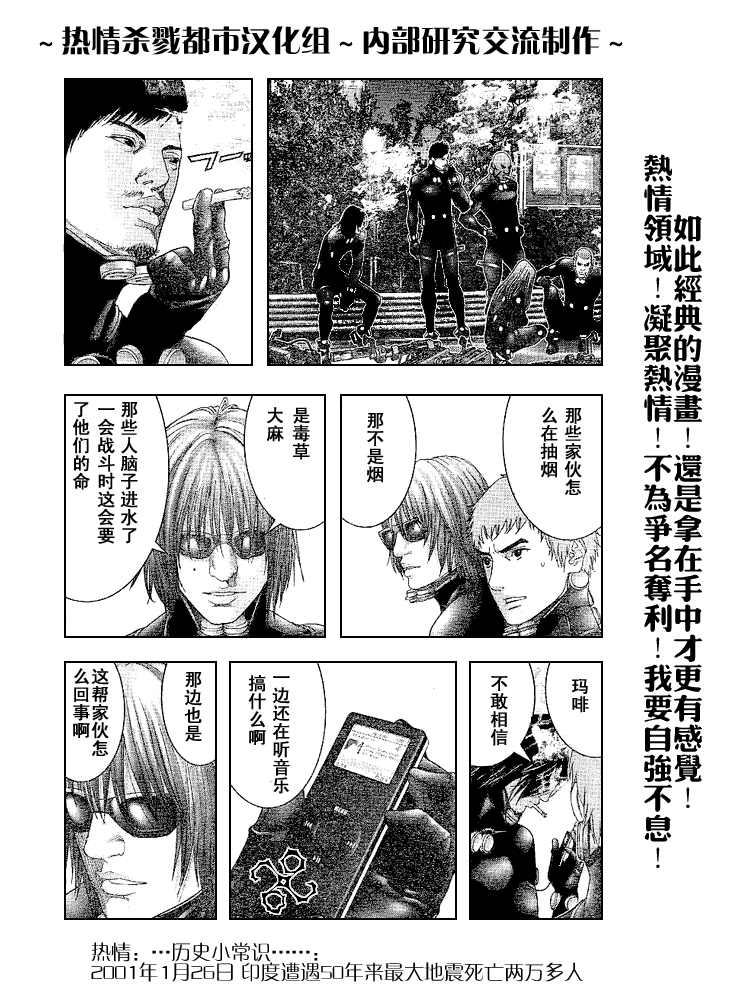 ~热情杀戮都市汉化组~内部研究交流制作~
如此經典的漫畫！還是拿在手中才更有感覺！
熱情領域！凝聚熱情！不為爭名奪利！我要自強不息！
フー
那些家伙怎
么在抽烟
那不是烟
是毒草
大麻
那些人脑子进水了
一会战斗时这会要
了他们的命
玛啡
不敢相信
一边还在听音乐
搞什么啊
那边也是
这帮家伙怎
么回事啊
热情：…历史小常识……：
2001年1月26日 印度遭遇50年来最大地震死亡两万多人